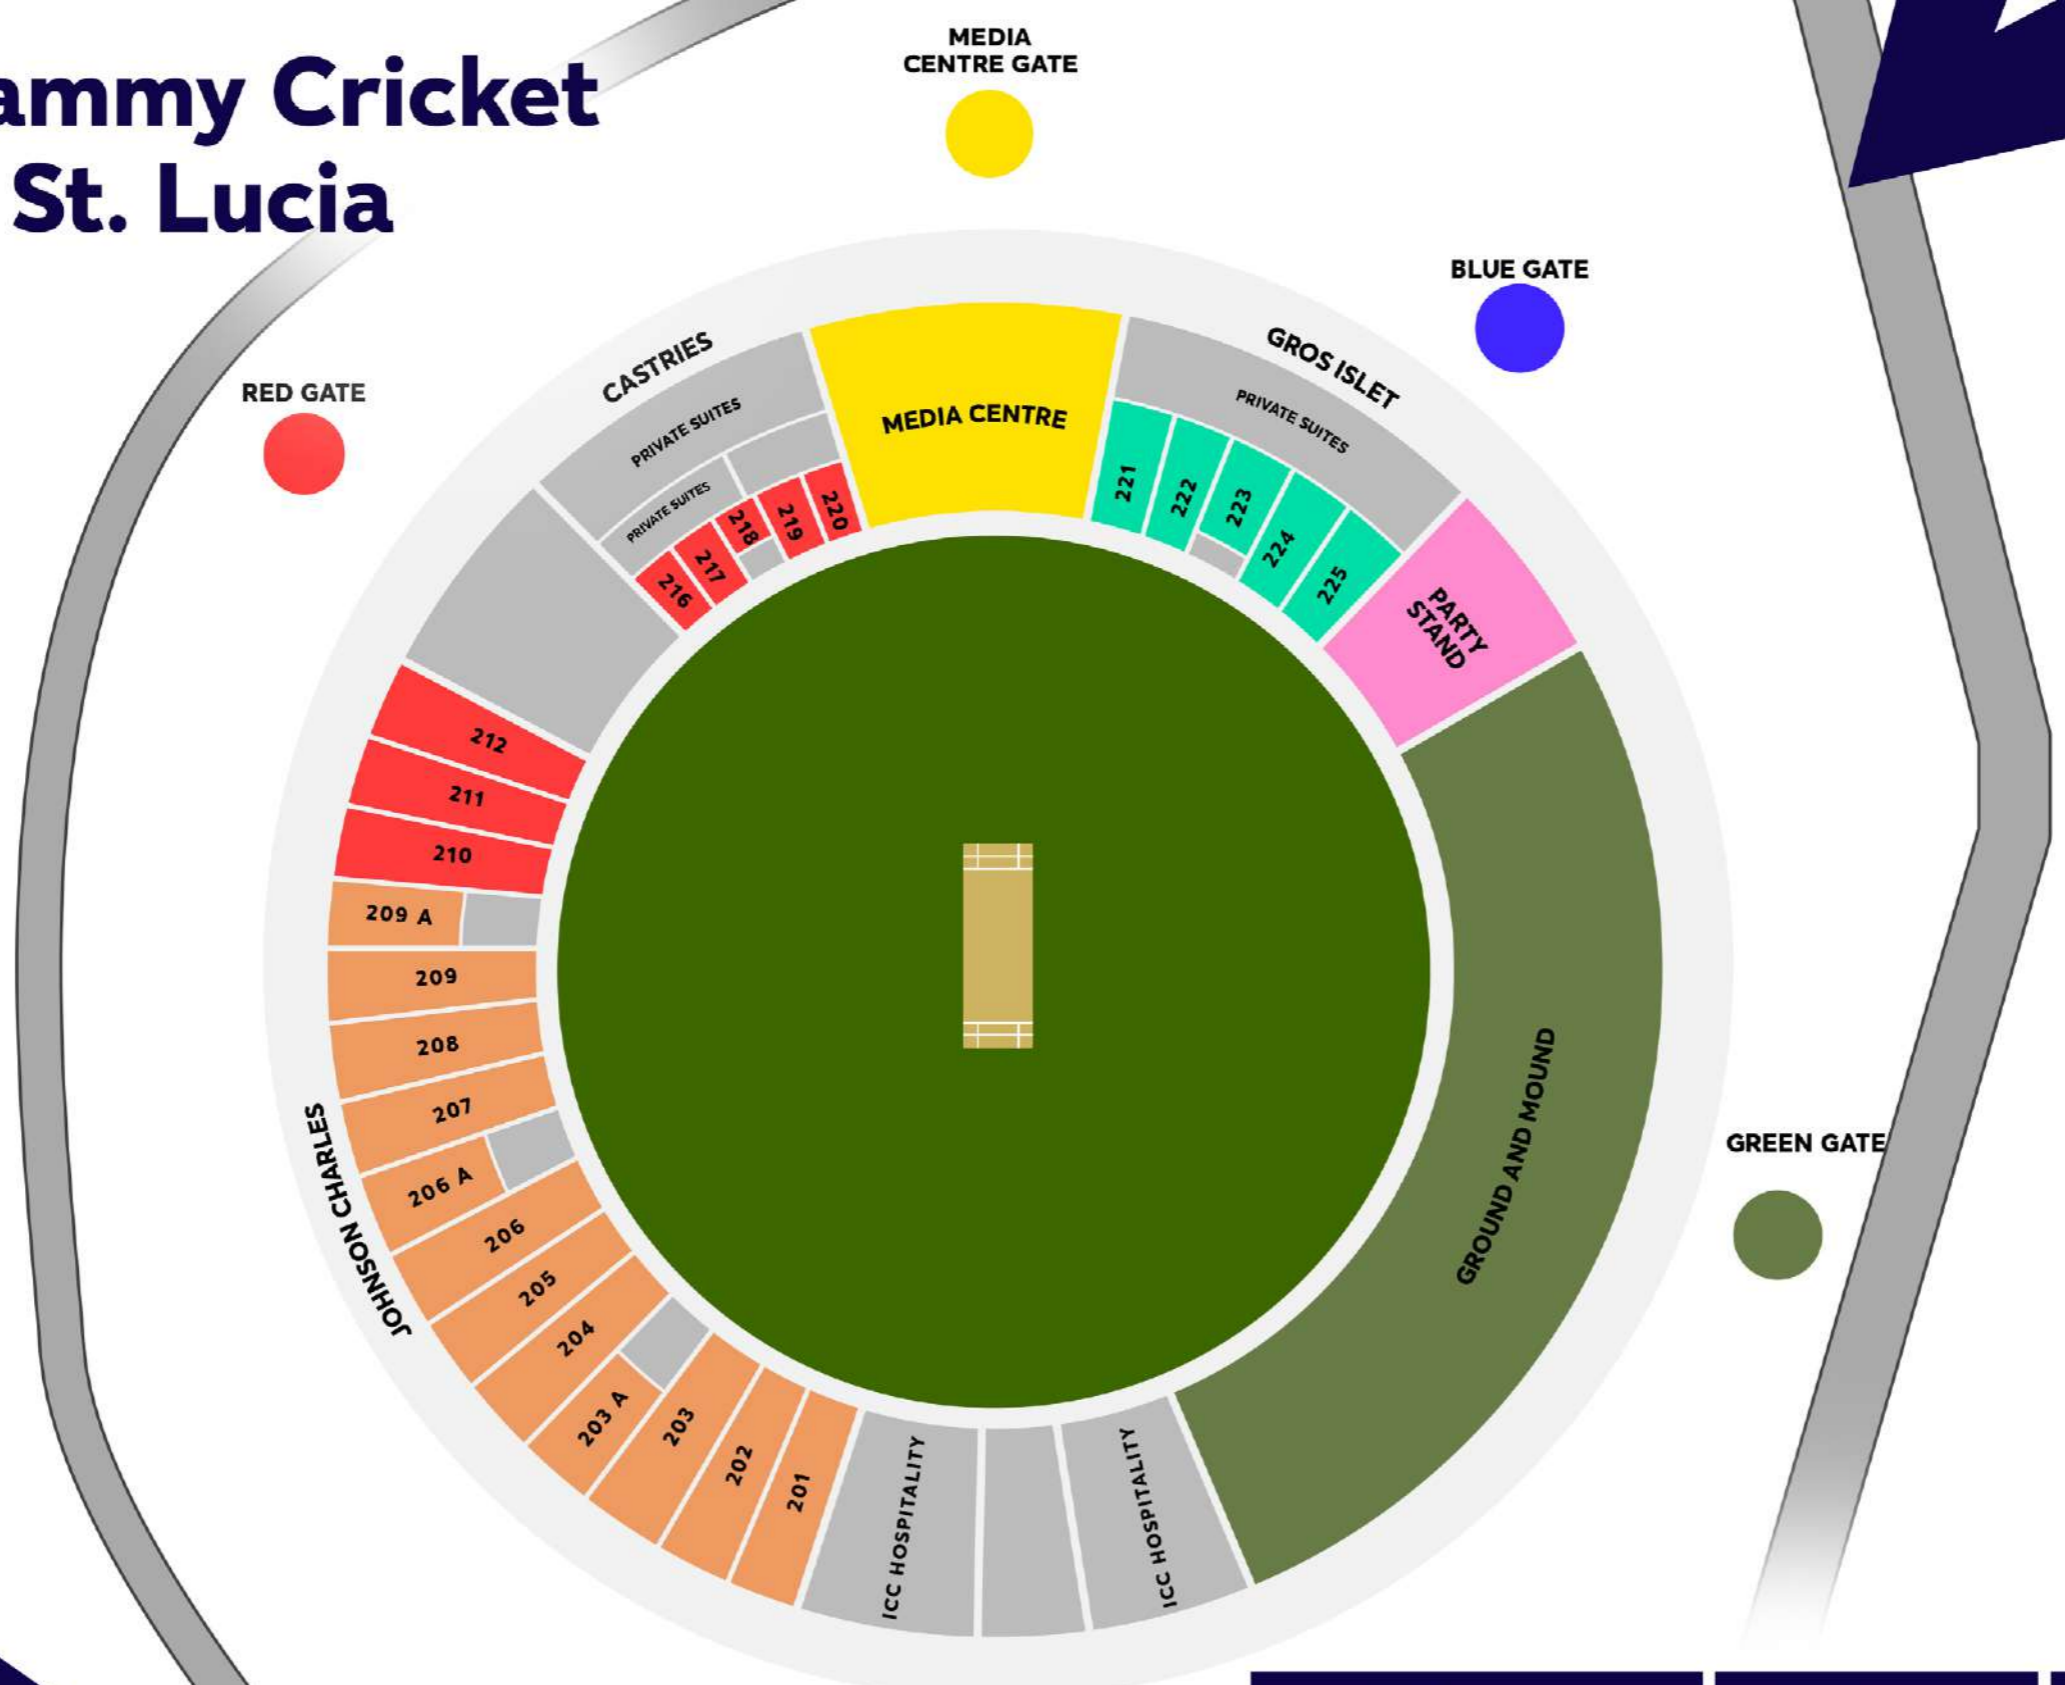 ammy Cricket
St. Lucia
MEDIA
CENTRE GATE
BLUE GATE
RED GATE
CASTRIES
GROS ISLET
PRIVATE SUITES
PRIVATE SUITES
PRIVATE SUITES
MEDIA CENTRE
216
217
218
219
220
221
222
223
224
225
PARTY
STAND
212
211
210
209 A
209
208
207
206 A
206
205
204
203 A
203
202
201
JOHNSON CHARLES
GROUND AND MOUND
GREEN GATE
ICC HOSPITALITY
ICC HOSPITALITY